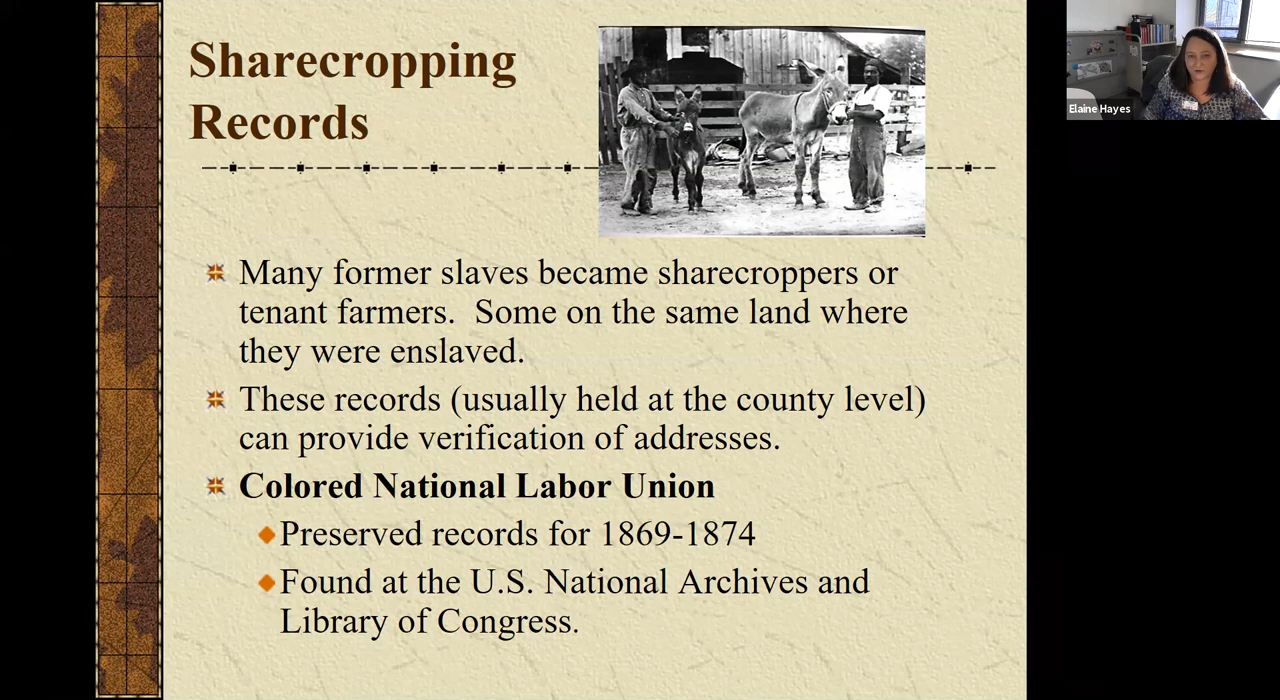 Sharecropping
Records
Many former slaves became sharecroppers or
tenant farmers.  Some on the same land where
they were enslaved.
These records (usually held at the county level)
can provide verification of addresses.
Colored National Labor Union
Preserved records for 1869-1874
Found at the U.S. National Archives and
Library of Congress.
Elaine Hayes